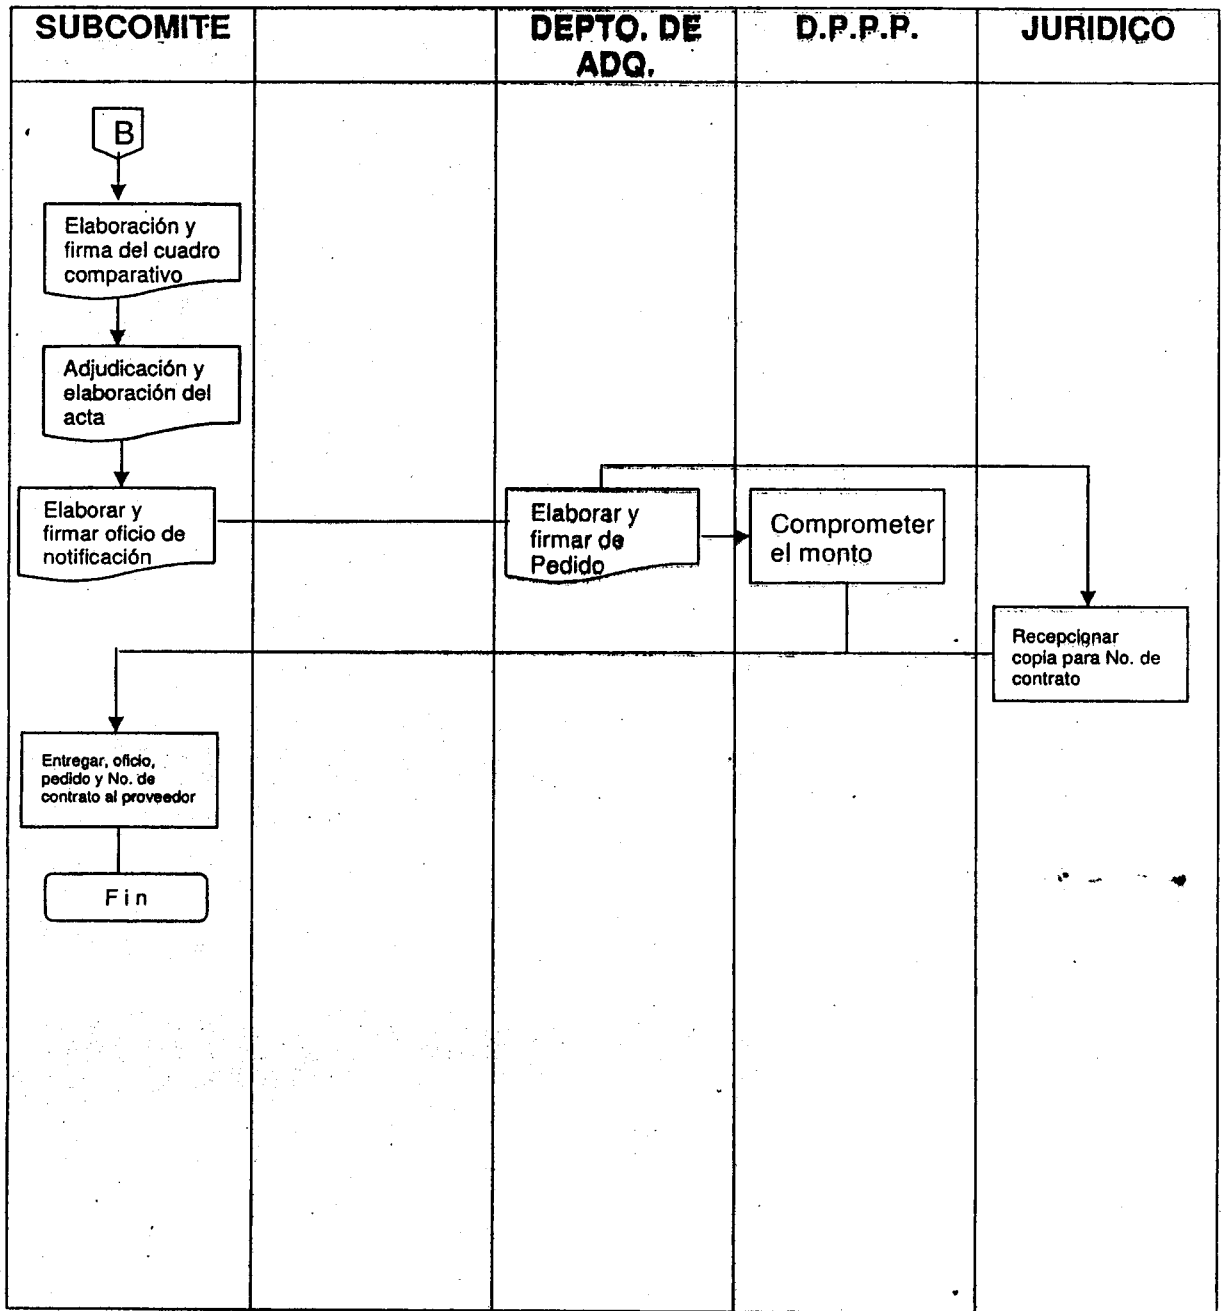 SUBCOMITE
DEPTO. DE
ADQ.
D.P.P.P.
JURIDICO
B
Elaboración y
firma del cuadro
comparativo
Adjudicación y
elaboración del
acta
Elaborar y
firmar oficio de
notificación
Elaborar y
firmar de
Pedido
Comprometer
el monto
Recepcionar
copia para No. de
contrato
Entregar, oficio,
pedido y No. de
contrato al proveedor
Fin